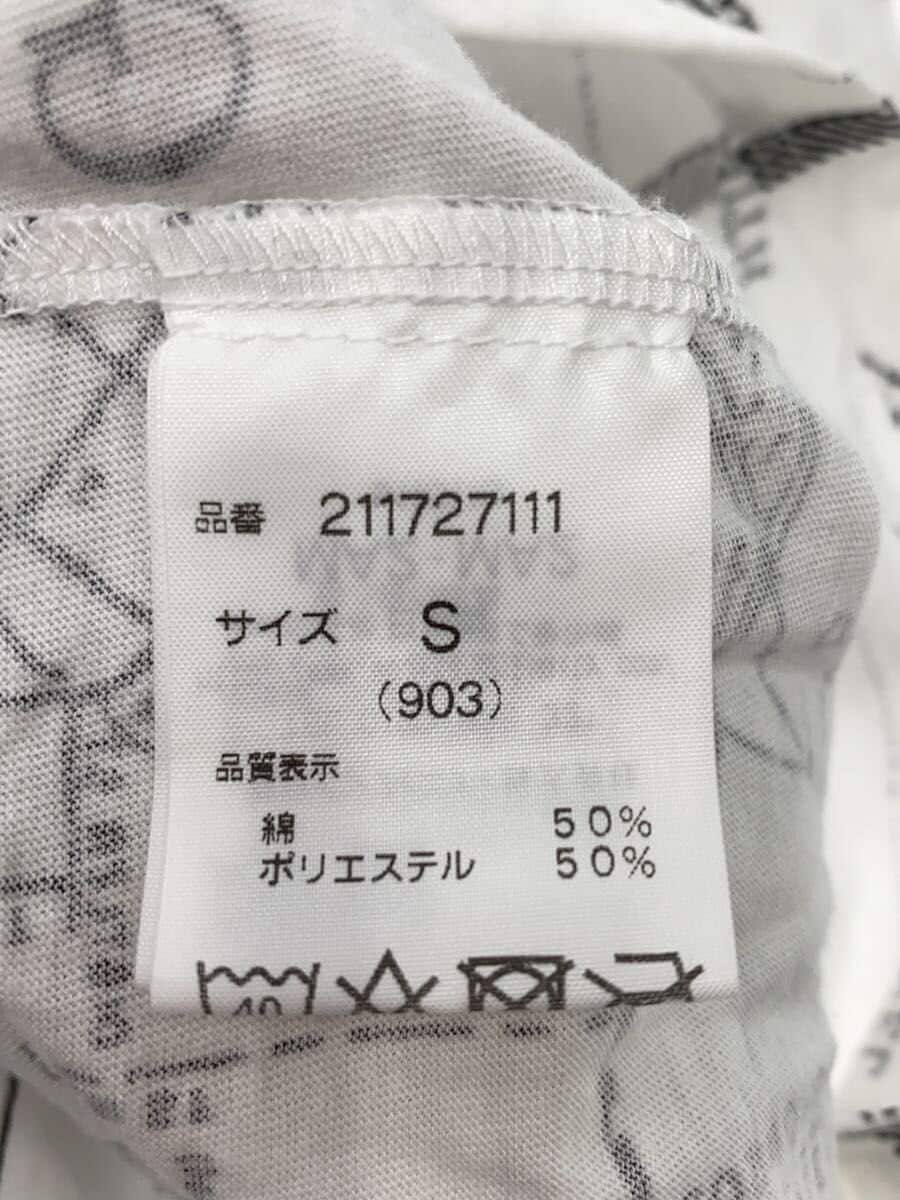 品番 211727111
サイズ S
(903)
品質表示
綿 50%
ポリエステル 50%
40